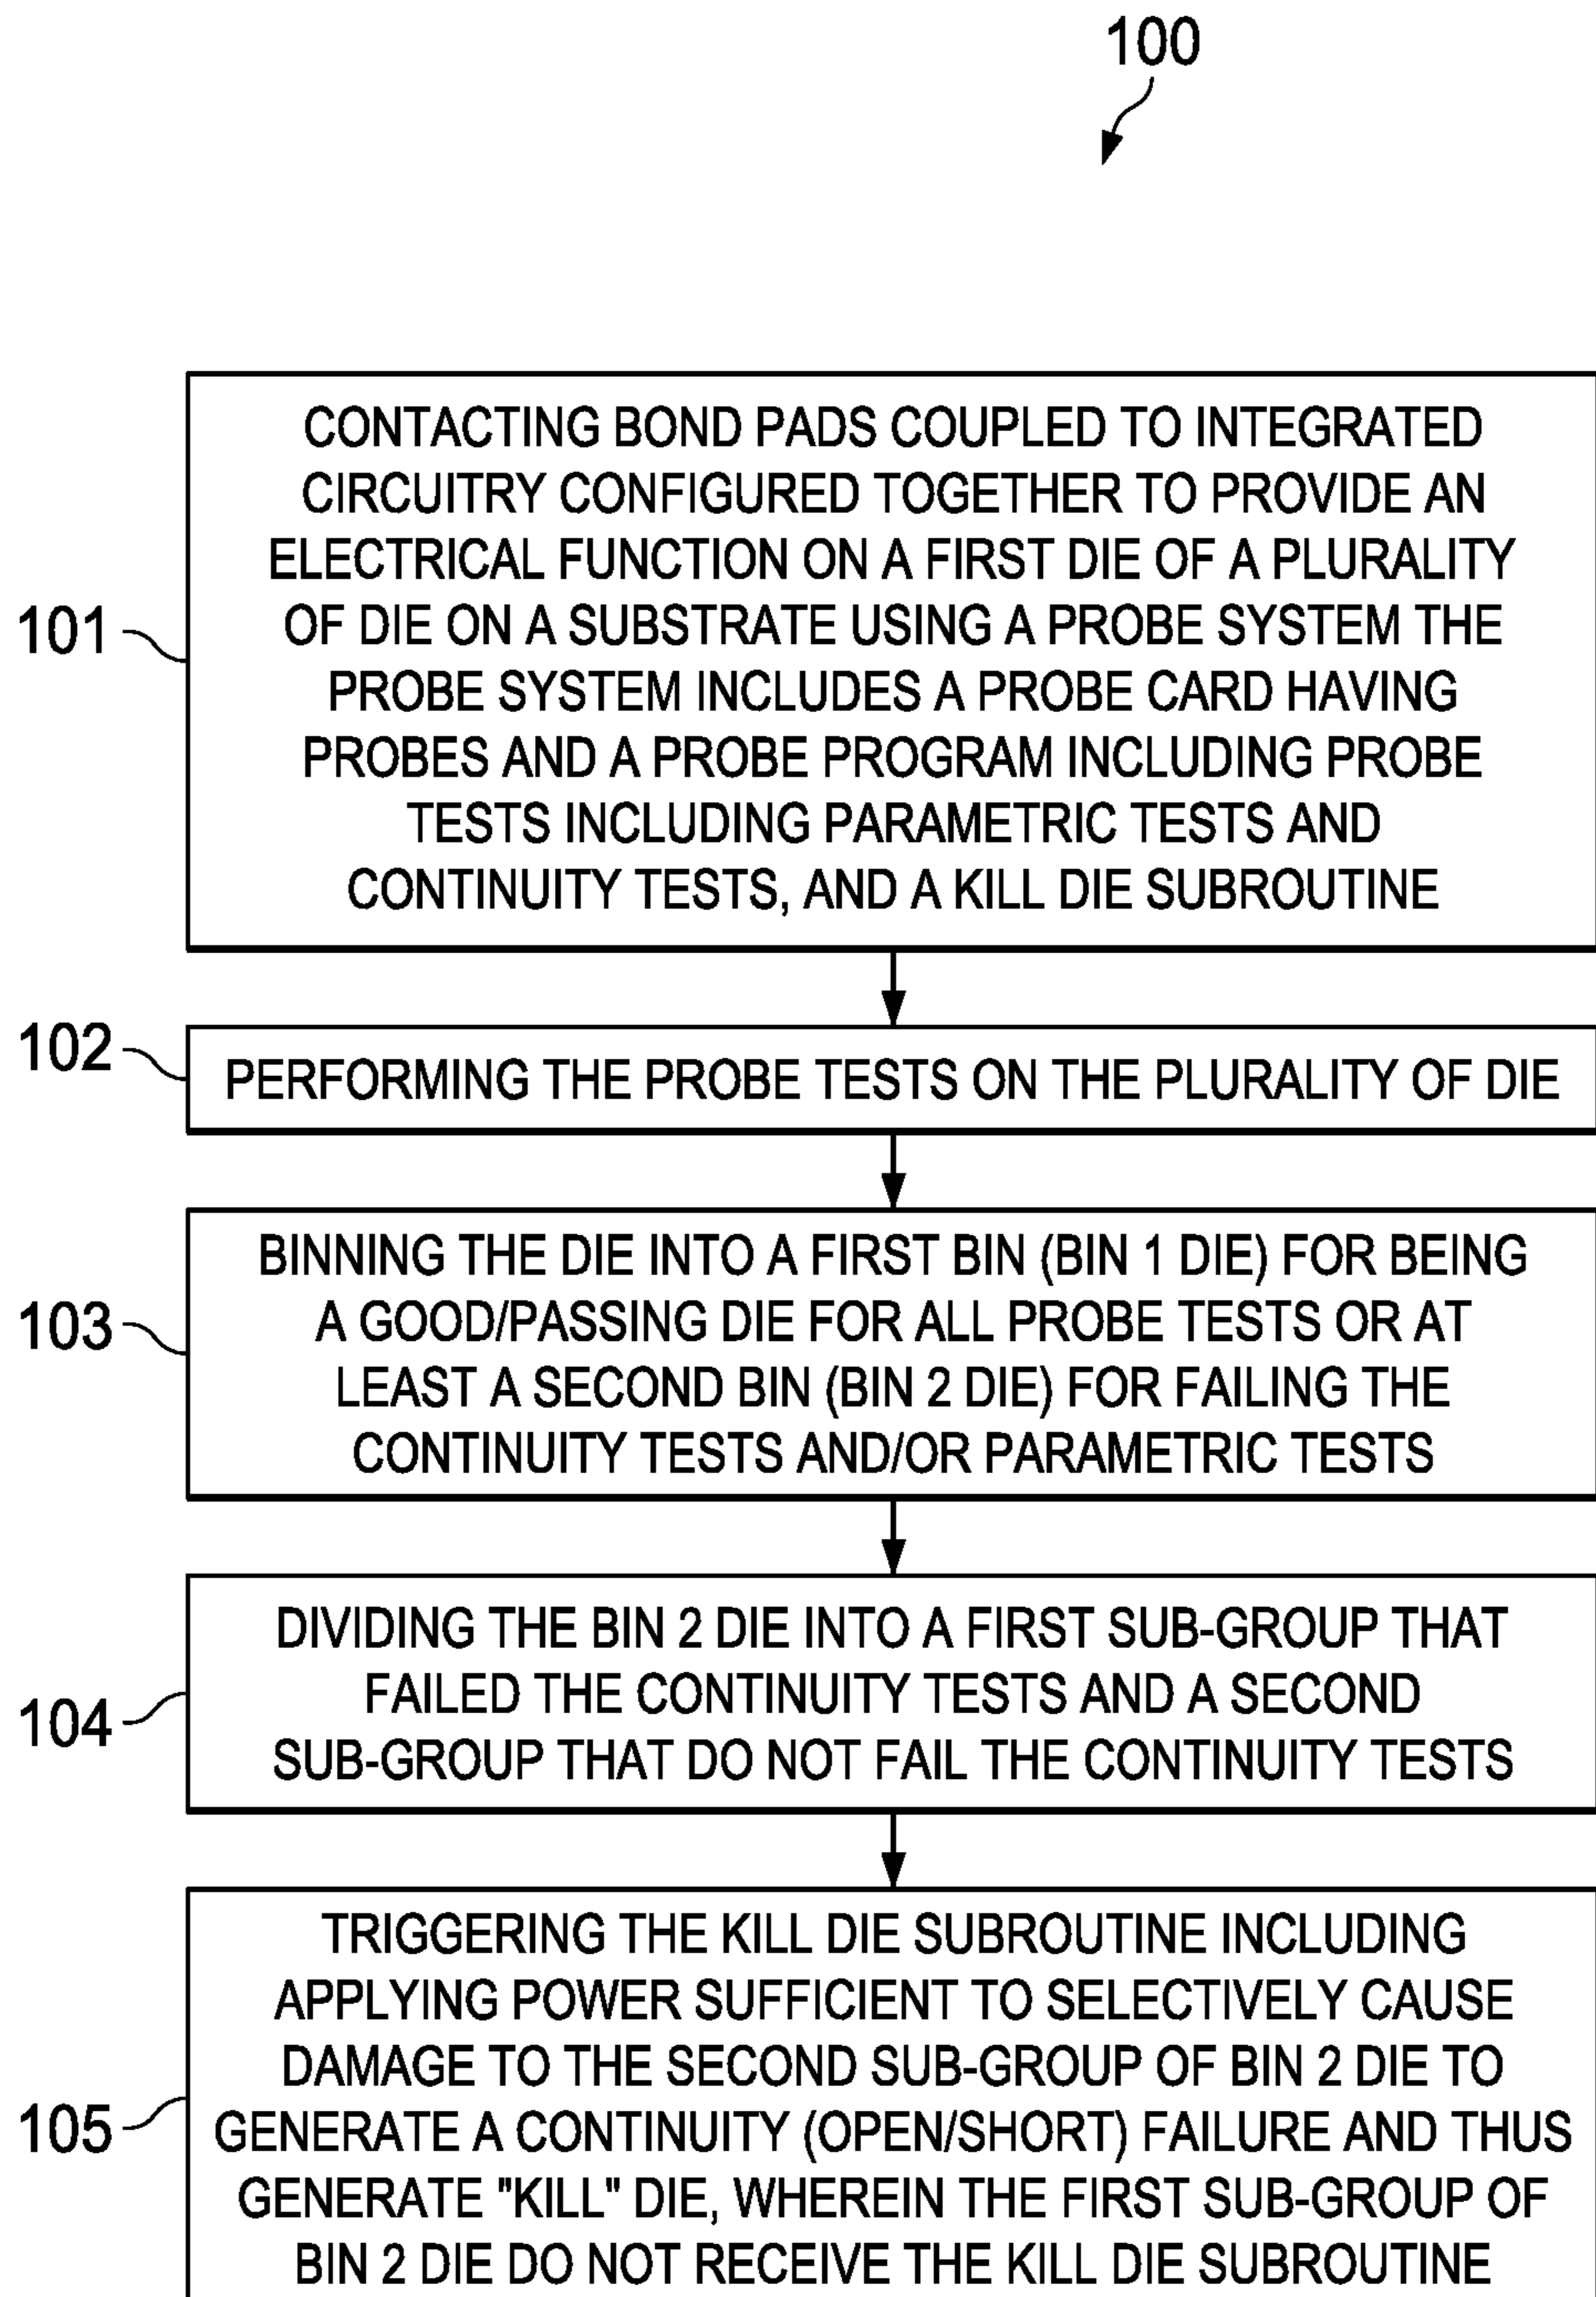 100
101
CONTACTING BOND PADS COUPLED TO INTEGRATED
CIRCUITRY CONFIGURED TOGETHER TO PROVIDE AN
ELECTRICAL FUNCTION ON A FIRST DIE OF A PLURALITY
OF DIE ON A SUBSTRATE USING A PROBE SYSTEM THE
PROBE SYSTEM INCLUDES A PROBE CARD HAVING
PROBES AND A PROBE PROGRAM INCLUDING PROBE
TESTS INCLUDING PARAMETRIC TESTS AND
CONTINUITY TESTS, AND A KILL DIE SUBROUTINE
102
PERFORMING THE PROBE TESTS ON THE PLURALITY OF DIE
103
BINNING THE DIE INTO A FIRST BIN (BIN 1 DIE) FOR BEING
A GOOD/PASSING DIE FOR ALL PROBE TESTS OR AT
LEAST A SECOND BIN (BIN 2 DIE) FOR FAILING THE
CONTINUITY TESTS AND/OR PARAMETRIC TESTS
104
DIVIDING THE BIN 2 DIE INTO A FIRST SUB-GROUP THAT
FAILED THE CONTINUITY TESTS AND A SECOND
SUB-GROUP THAT DO NOT FAIL THE CONTINUITY TESTS
105
TRIGGERING THE KILL DIE SUBROUTINE INCLUDING
APPLYING POWER SUFFICIENT TO SELECTIVELY CAUSE
DAMAGE TO THE SECOND SUB-GROUP OF BIN 2 DIE TO
GENERATE A CONTINUITY (OPEN/SHORT) FAILURE AND THUS
GENERATE "KILL" DIE, WHEREIN THE FIRST SUB-GROUP OF
BIN 2 DIE DO NOT RECEIVE THE KILL DIE SUBROUTINE